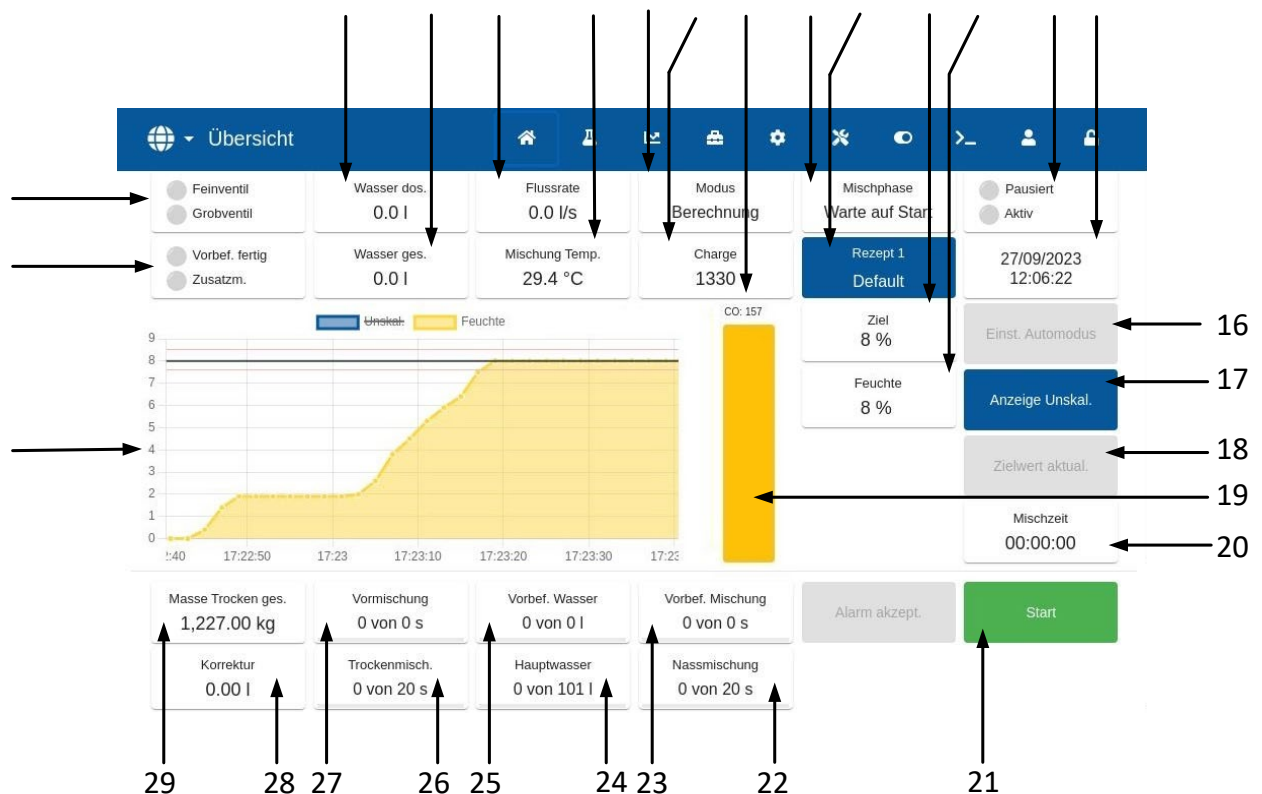 Übersicht
>_
Feinventil
Grobventil
Wasser dos.
0.0 l
Flussrate
0.0 l/s
Modus
Berechnung
Mischphase
Warte auf Start
Pausiert
Aktiv
Vorbef. fertig
Zusatzm.
Wasser ges.
0.0 l
Mischung Temp.
29.4 °C
Charge
1330
Rezept 1
Default
27/09/2023
12:06:22
Unskal.
Feuchte
CO: 157
Ziel
8 %
Einst. Automodus
16
Feuchte
8 %
Anzeige Unskal.
17
Zielwert aktual.
18
19
Mischzeit
00:00:00
20
9
8
7
6
5
4
3
2
1
0
:40 17:22:50 17:23 17:23:10 17:23:20 17:23:30 17:23
Masse Trocken ges.
1,227.00 kg
Vormischung
0 von 0 s
Vorbef. Wasser
0 von 0 l
Vorbef. Mischung
0 von 0 s
Alarm akzept.
Start
Korrektur
0.00 l
Trockenmisch.
0 von 20 s
Hauptwasser
0 von 101 l
Nassmischung
0 von 20 s
29 28 27 26 25 24 23 22 21